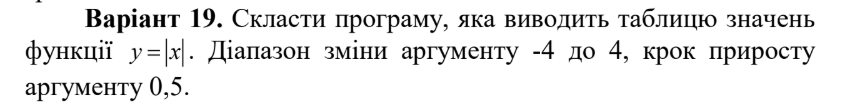 Варіант 19. Скласти програму, яка виводить таблицю значень
функції y=|x|. Діапазон зміни аргументу -4 до 4, крок приросту
аргументу 0,5.